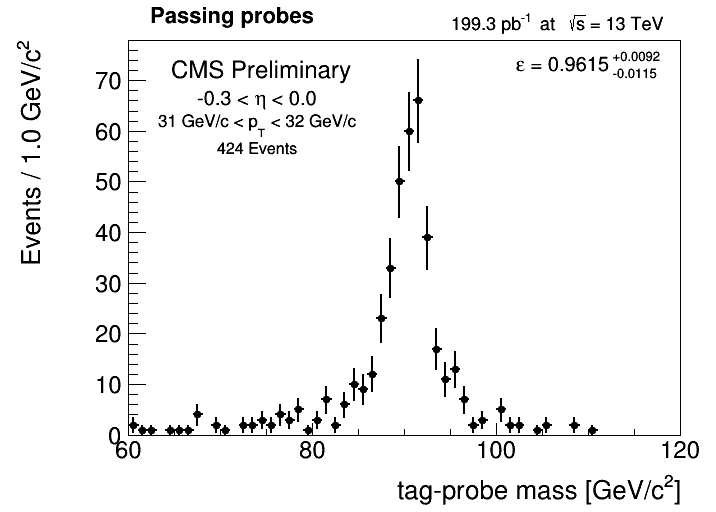 Passing probes
199.3 pb⁻¹ at √s = 13 TeV
CMS Preliminary
-0.3 < η < 0.0
31 GeV/c < p_T < 32 GeV/c
424 Events
ε = 0.9615 +0.0092 -0.0115
Events / 1.0 GeV/c²
70
60
50
40
30
20
10
0
60 80 100 120
tag-probe mass [GeV/c²]